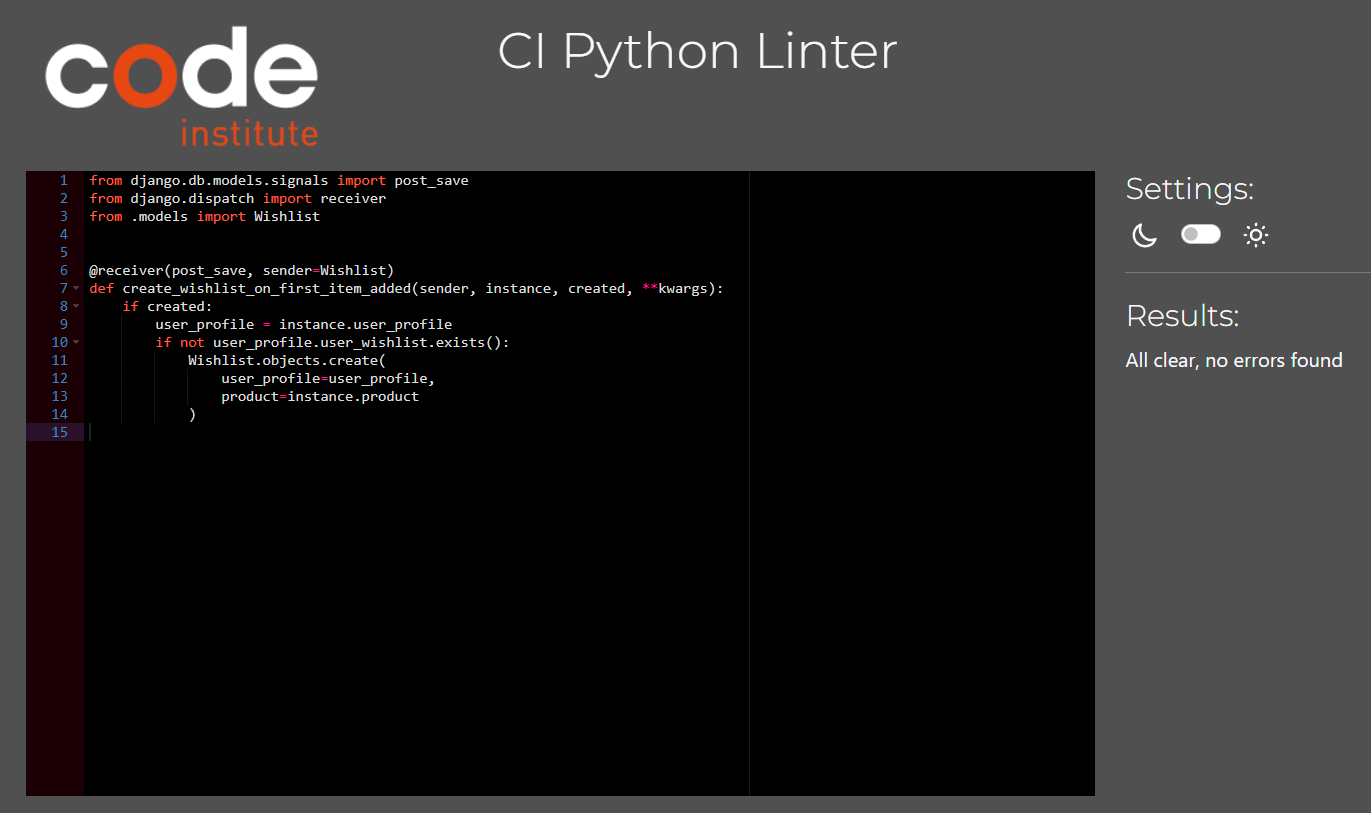 code
institute
CI Python Linter
1 from django.db.models.signals import post_save
2 from django.dispatch import receiver
3 from .models import Wishlist
4
5
6 @receiver(post_save, sender=Wishlist)
7 def create_wishlist_on_first_item_added(sender, instance, created, **kwargs):
8     if created:
9         user_profile = instance.user_profile
10         if not user_profile.user_wishlist.exists():
11             Wishlist.objects.create(
12                 user_profile=user_profile,
13                 product=instance.product
14             )
15
Settings:
Results:
All clear, no errors found